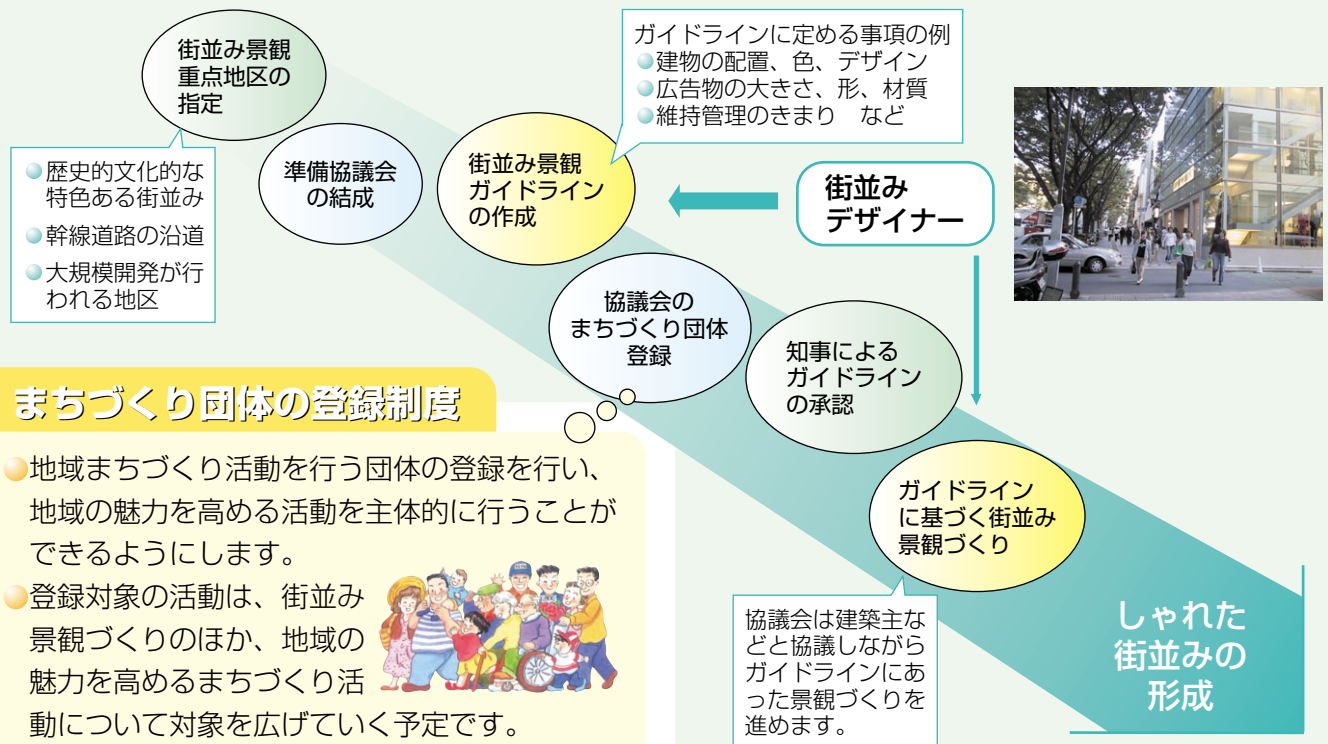 街並み景観
重点地区の
指定
歴史的文化的な
特色ある街並み
幹線道路の沿道
大規模開発が行
われる地区
準備協議会
の結成
街並み景観
ガイドライン
の作成
ガイドラインに定める事項の例
建物の配置、色、デザイン
広告物の大きさ、形、材質
維持管理のきまり　など
街並み
デザイナー
協議会の
まちづくり団体
登録
知事による
ガイドライン
の承認
ガイドライン
に基づく街並み
景観づくり
協議会は建築主な
どと協議しながら
ガイドラインにあ
った景観づくりを
進めます。
しゃれた
街並みの
形成
まちづくり団体の登録制度
地域まちづくり活動を行う団体の登録を行い、
地域の魅力を高める活動を主体的に行うことが
できるようにします。
登録対象の活動は、街並み
景観づくりのほか、地域の
魅力を高めるまちづくり活
動について対象を広げていく予定です。